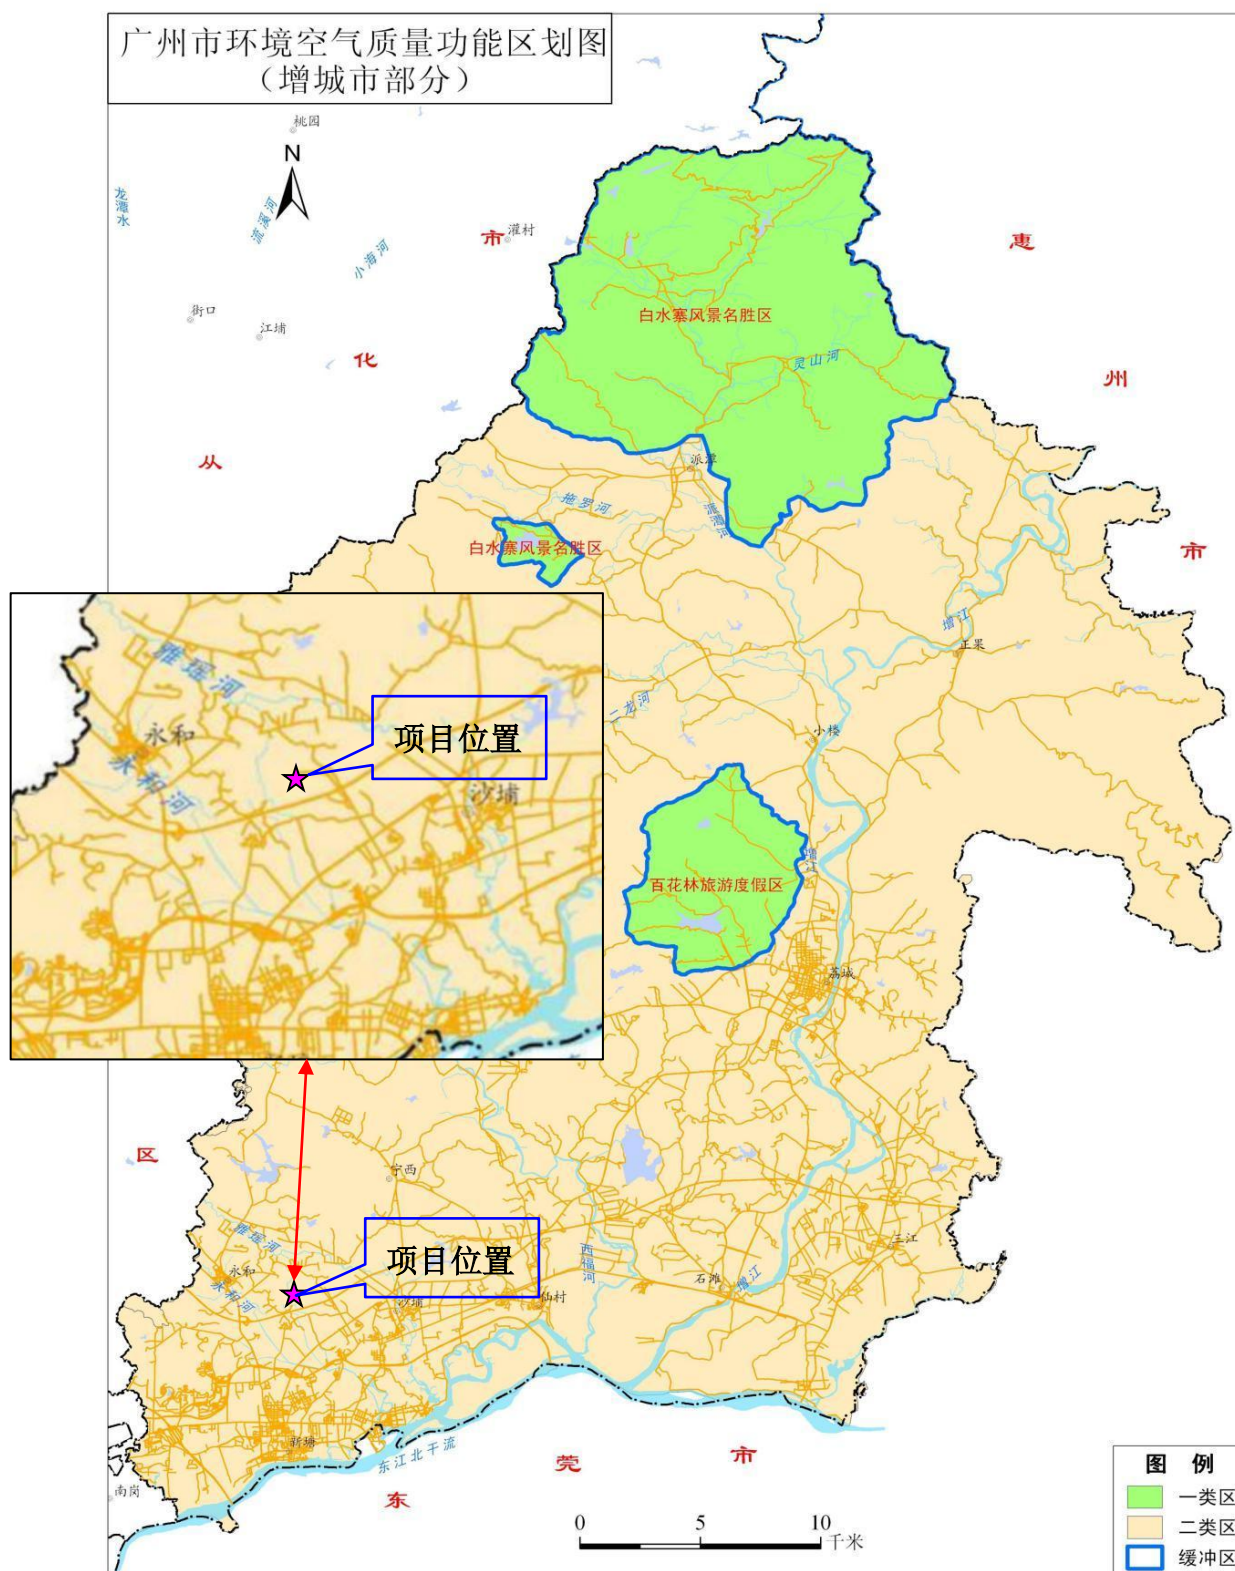 广州市环境空气质量功能区划图
（增城市部分）
桃园
N
龙潭水
流溪河
小海河
市
灌村
惠
街口
江埔
化
白水寨风景名胜区
灵山河
州
从
派潭
拖罗河
派潭河
白水寨风景名胜区
市
增江
正果
雅瑶河
二龙河
项目位置
永和
小楼
永和河
沙埔
增江
百花林旅游度假区
荔城
区
宁西
雅瑶河
项目位置
西福河
三江
永和
永和河
沙埔
仙村
石滩
增江
新塘
东江北干流
莞
市
南岗
东
图 例
一类区
二类区
缓冲区
0 5 10
千米